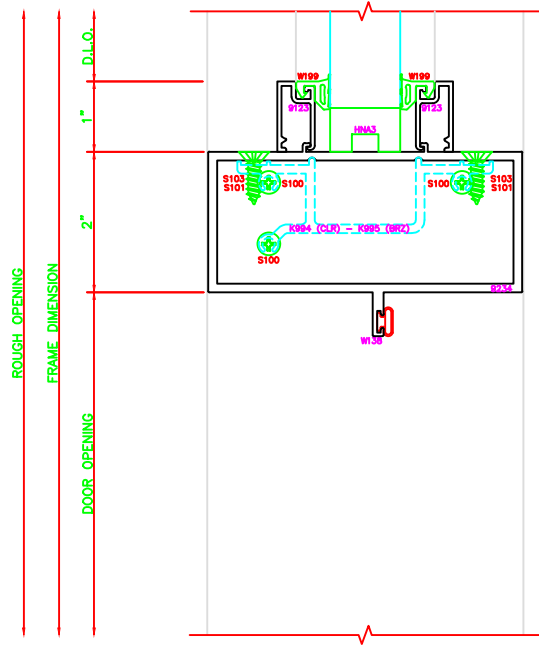 D.L.O.
1"
2"
ROUGH OPENING
FRAME DIMENSION
DOOR OPENING
W199
W199
9123
9123
HNA3
S103
S101
S100
S100
S103
S101
K994 (CLR) - K995 (BRZ)
S100
9234
W138